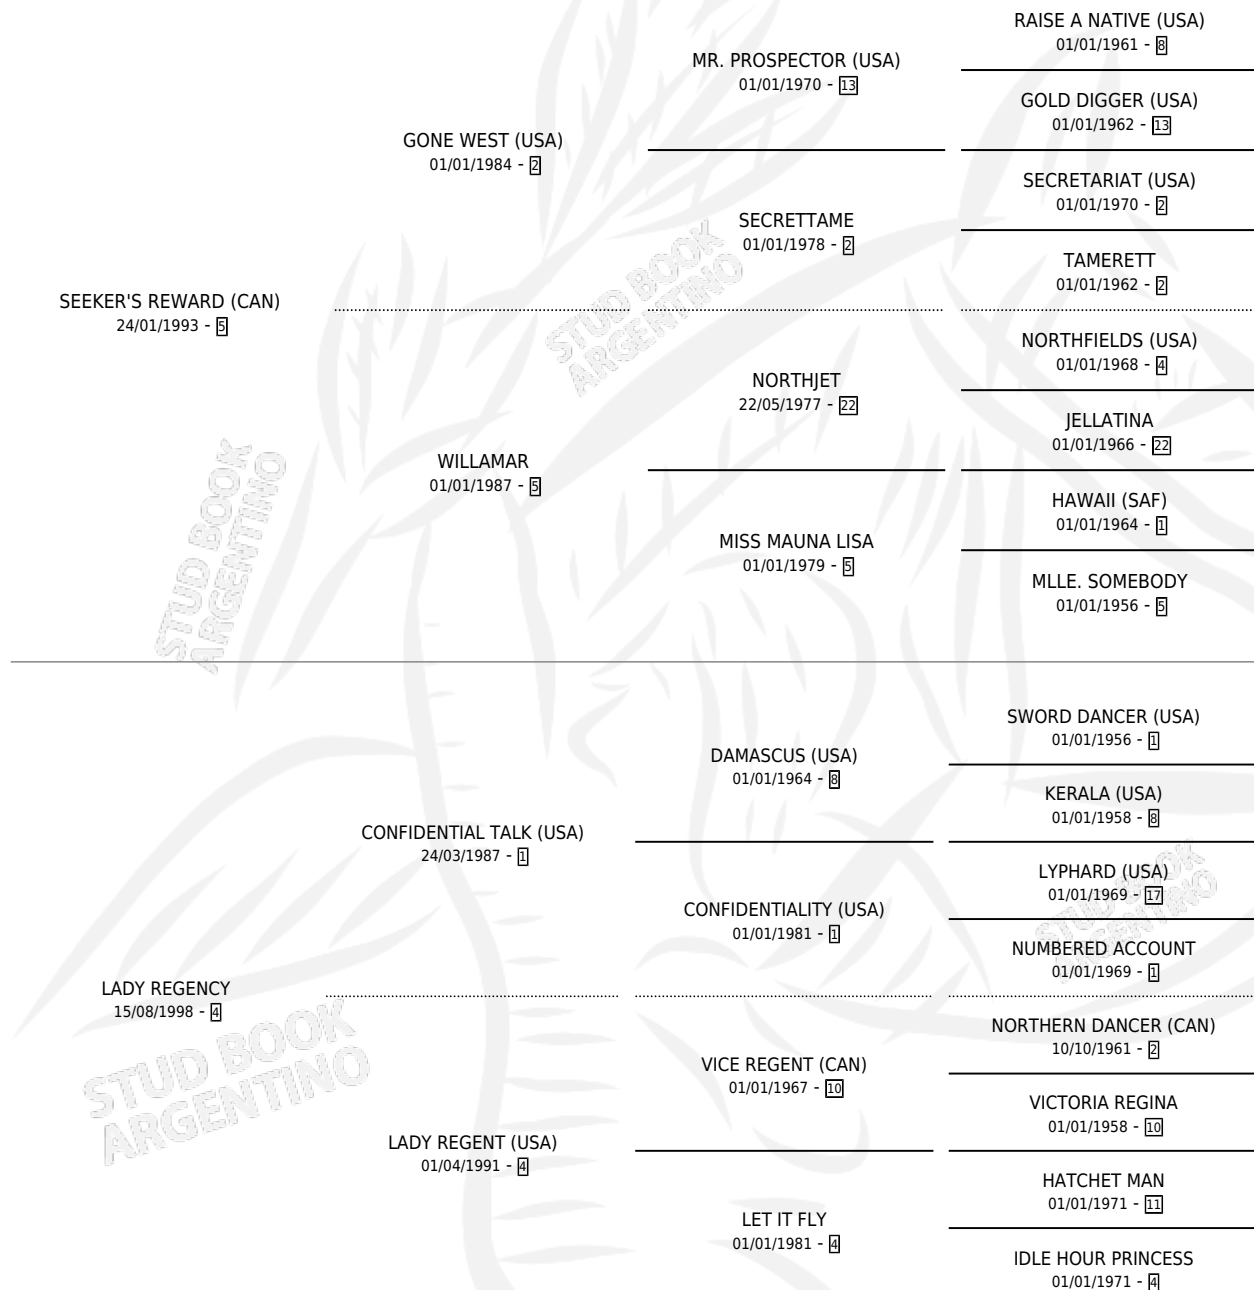 RAISE A NATIVE (USA)
01/01/1961 - 8
MR. PROSPECTOR (USA)
01/01/1970 - 13
GOLD DIGGER (USA)
01/01/1962 - 13
GONE WEST (USA)
01/01/1984 - 2
SECRETARIAT (USA)
01/01/1970 - 2
SECRETTAME
01/01/1978 - 2
TAMERETT
01/01/1962 - 2
SEEKER'S REWARD (CAN)
24/01/1993 - 5
NORTHFIELDS (USA)
01/01/1968 - 4
NORTHJET
22/05/1977 - 22
JELLATINA
01/01/1966 - 22
WILLAMAR
01/01/1987 - 5
HAWAII (SAF)
01/01/1964 - 1
MISS MAUNA LISA
01/01/1979 - 5
MLLE. SOMEBODY
01/01/1956 - 5
SWORD DANCER (USA)
01/01/1956 - 1
DAMASCUS (USA)
01/01/1964 - 8
KERALA (USA)
01/01/1958 - 8
CONFIDENTIAL TALK (USA)
24/03/1987 - 1
LYPHARD (USA)
01/01/1969 - 17
CONFIDENTIALITY (USA)
01/01/1981 - 1
NUMBERED ACCOUNT
01/01/1969 - 1
LADY REGENCY
15/08/1998 - 4
NORTHERN DANCER (CAN)
10/10/1961 - 2
VICE REGENT (CAN)
01/01/1967 - 10
VICTORIA REGINA
01/01/1958 - 10
LADY REGENT (USA)
01/04/1991 - 4
HATCHET MAN
01/01/1971 - 11
LET IT FLY
01/01/1981 - 4
IDLE HOUR PRINCESS
01/01/1971 - 4
STUD BOOK
ARGENTINO
STUD BOOK
ARGENTINO
STUD BOOK
ARGENTINO
STUD BOOK
ARGENTINO